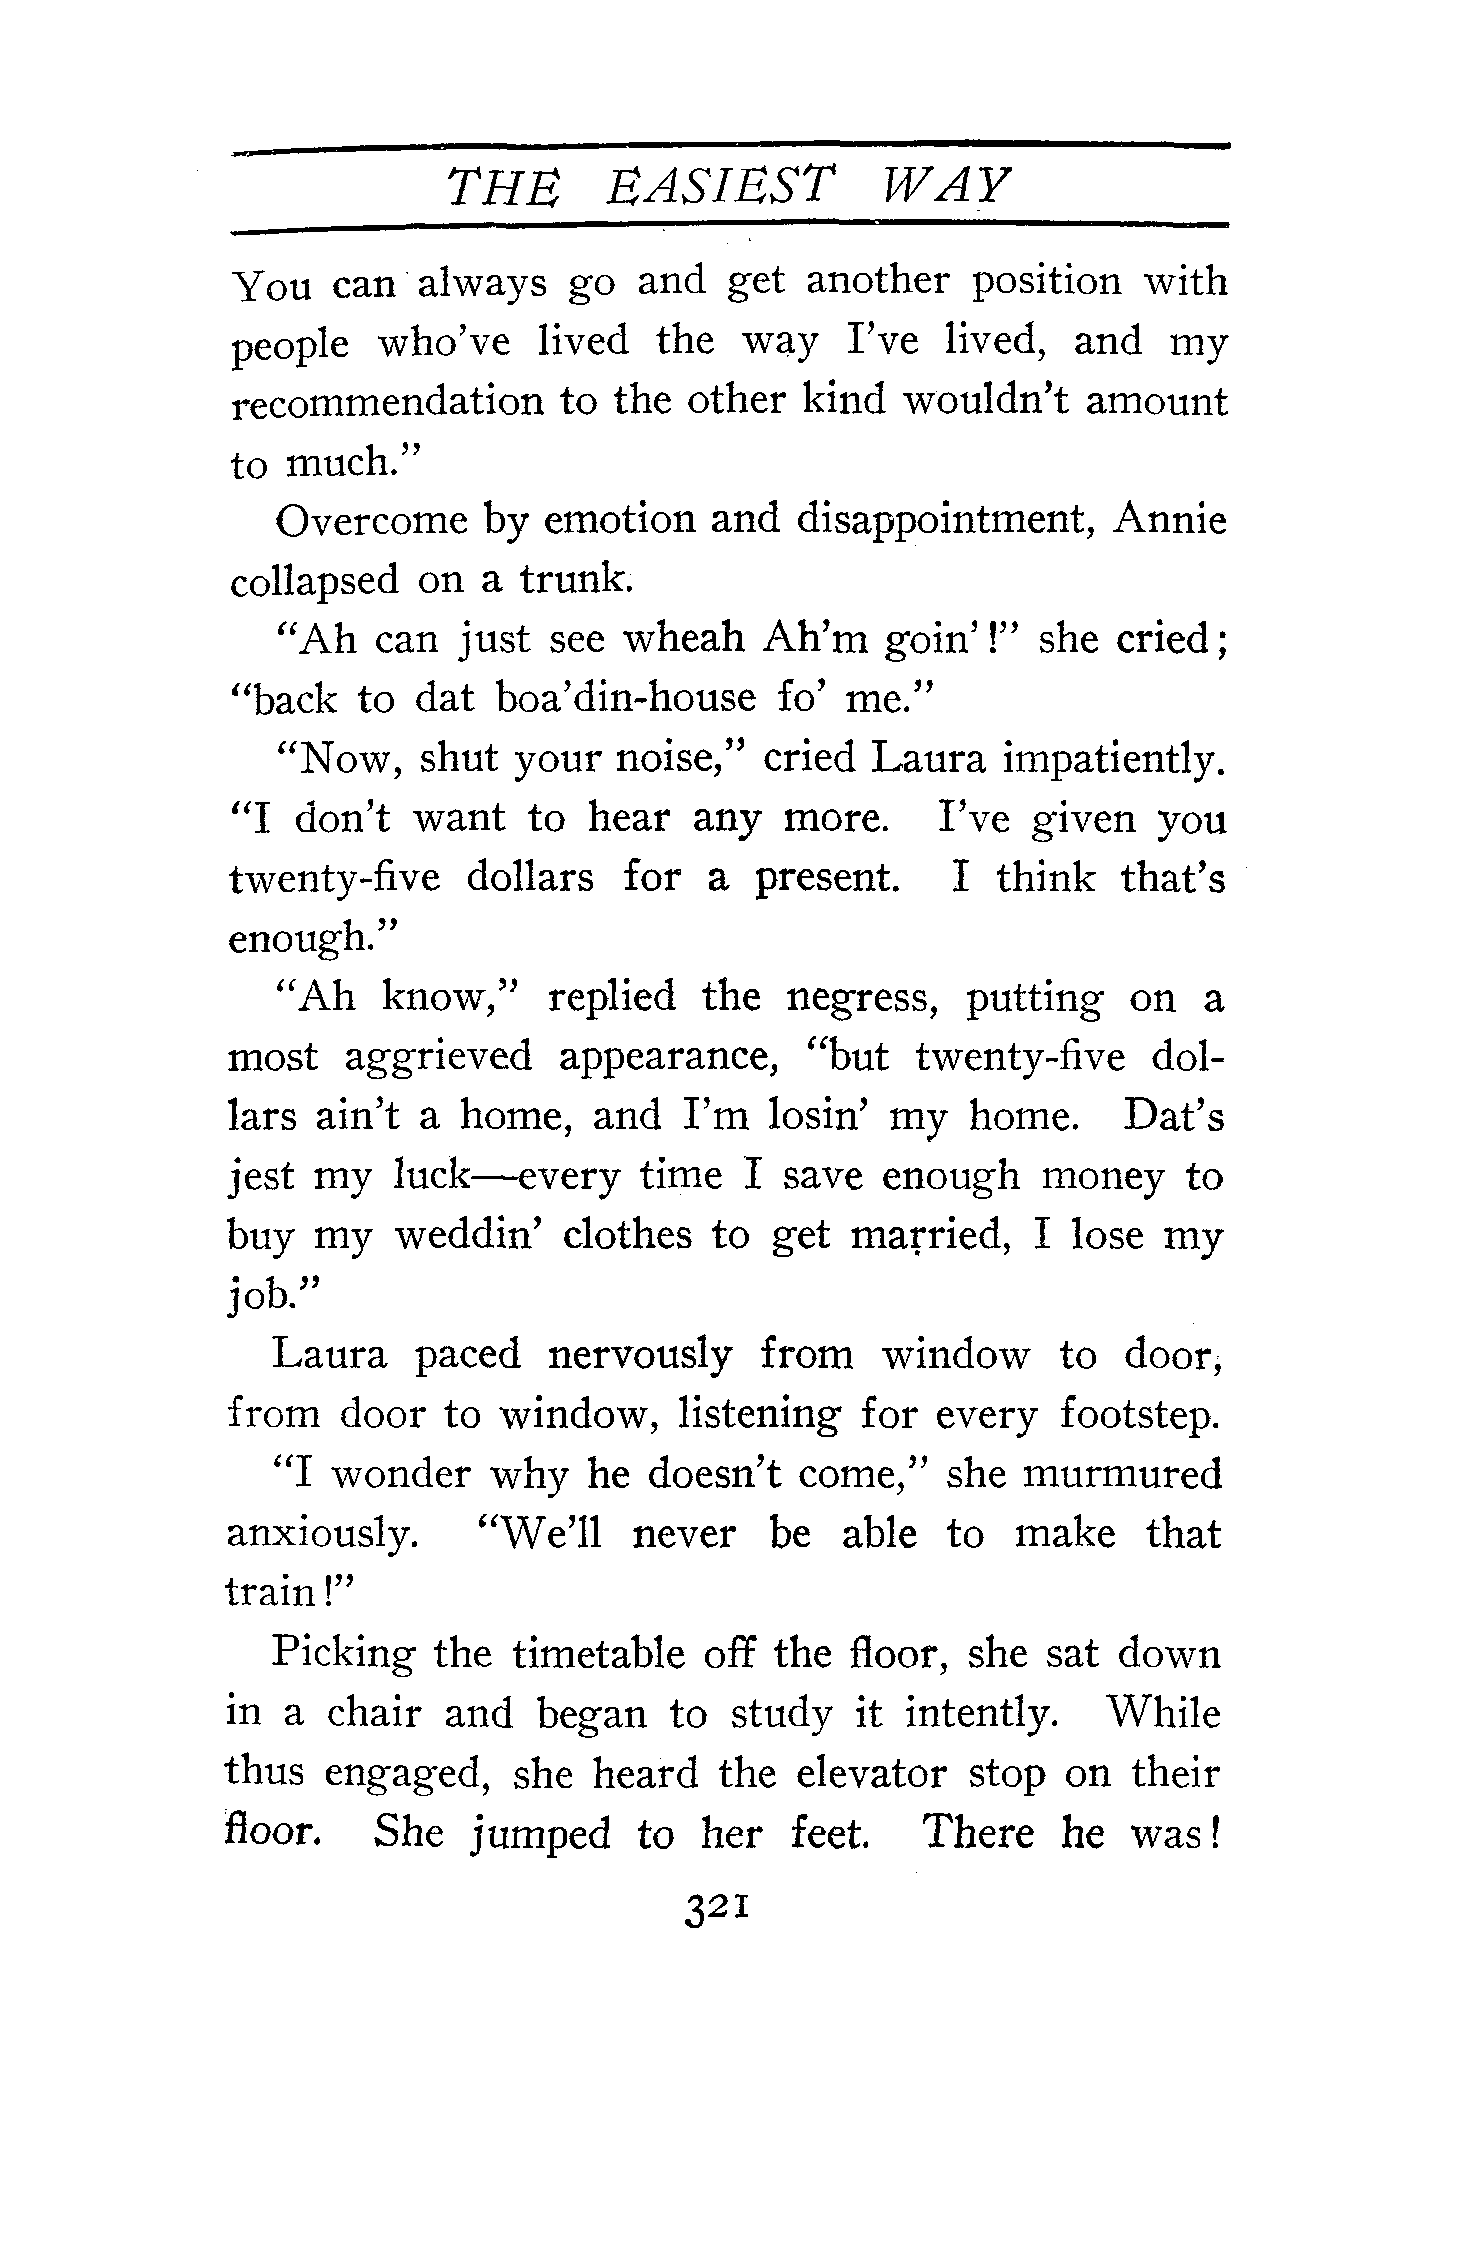 THE EASIEST WAY
You can always go and get another position with
people who've lived the way I've lived, and my
recommendation to the other kind wouldn't amount
to much."
Overcome by emotion and disappointment, Annie
collapsed on a trunk.
"Ah can just see wheah Ah'm goin'!" she cried;
"back to dat boa'din-house fo' me."
"Now, shut your noise," cried Laura impatiently.
"I don't want to hear any more. I've given you
twenty-five dollars for a present. I think that's
enough."
"Ah know," replied the negress, putting on a
most aggrieved appearance, "but twenty-five dol-
lars ain't a home, and I'm losin' my home. Dat's
jest my luck—every time I save enough money to
buy my weddin' clothes to get married, I lose my
job."
Laura paced nervously from window to door,
from door to window, listening for every footstep.
"I wonder why he doesn't come," she murmured
anxiously. "We'll never be able to make that
train!"
Picking the timetable off the floor, she sat down
in a chair and began to study it intently. While
thus engaged, she heard the elevator stop on their
floor. She jumped to her feet. There he was!
321